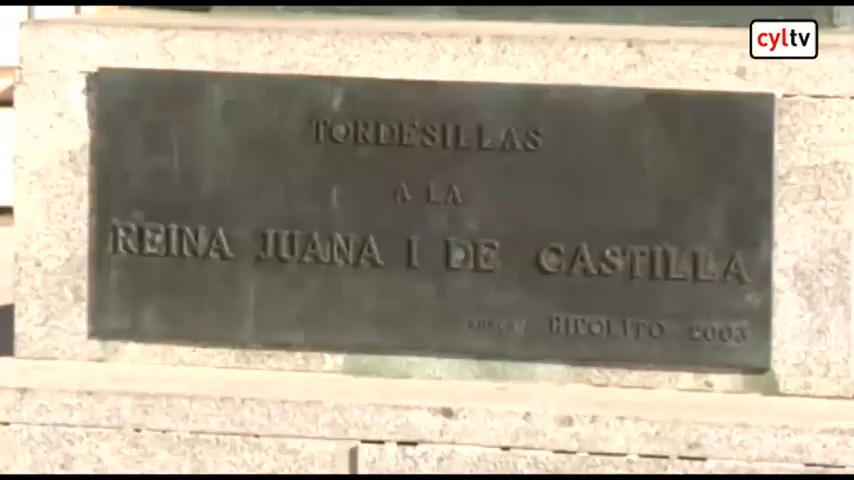 cyltv
TORDESILLAS
A LA
REINA JUANA I DE CASTILLA
HIPOLITO 2003